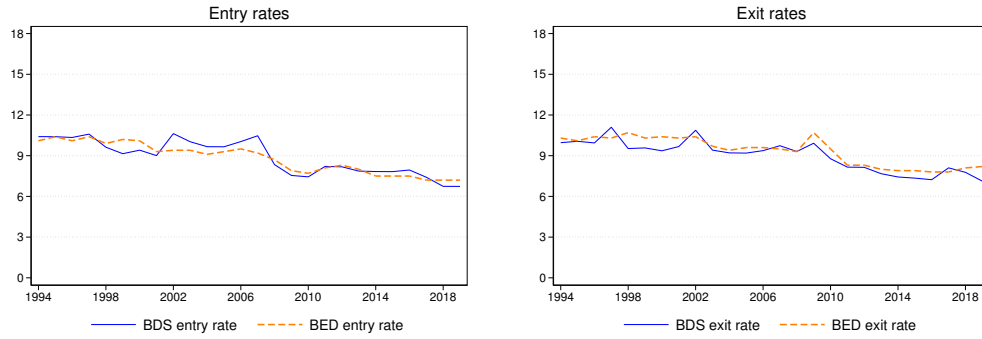 Entry rates
18
15
12
9
6
3
0
1994 1998 2002 2006 2010 2014 2018
BDS entry rate BED entry rate
Exit rates
18
15
12
9
6
3
0
1994 1998 2002 2006 2010 2014 2018
BDS exit rate BED exit rate